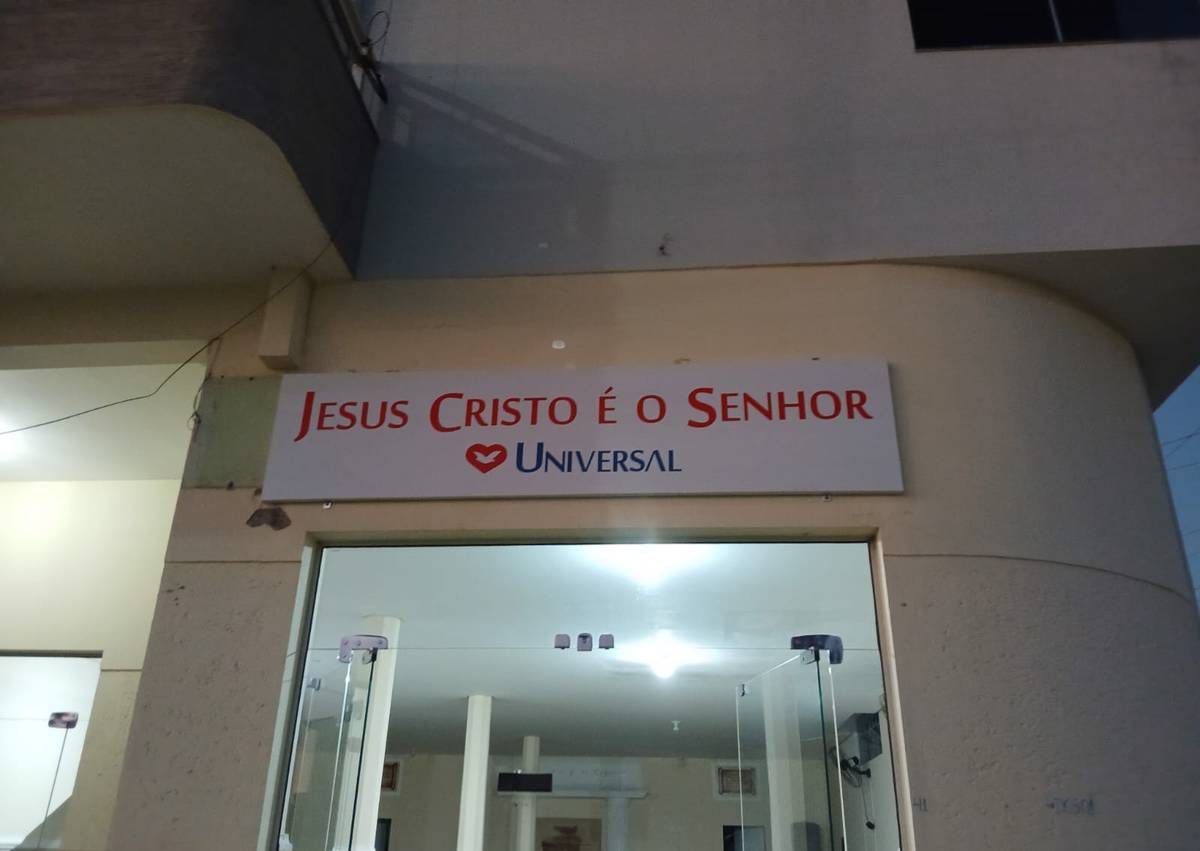 JESUS CRISTO É O SENHOR
UNIVERSAL